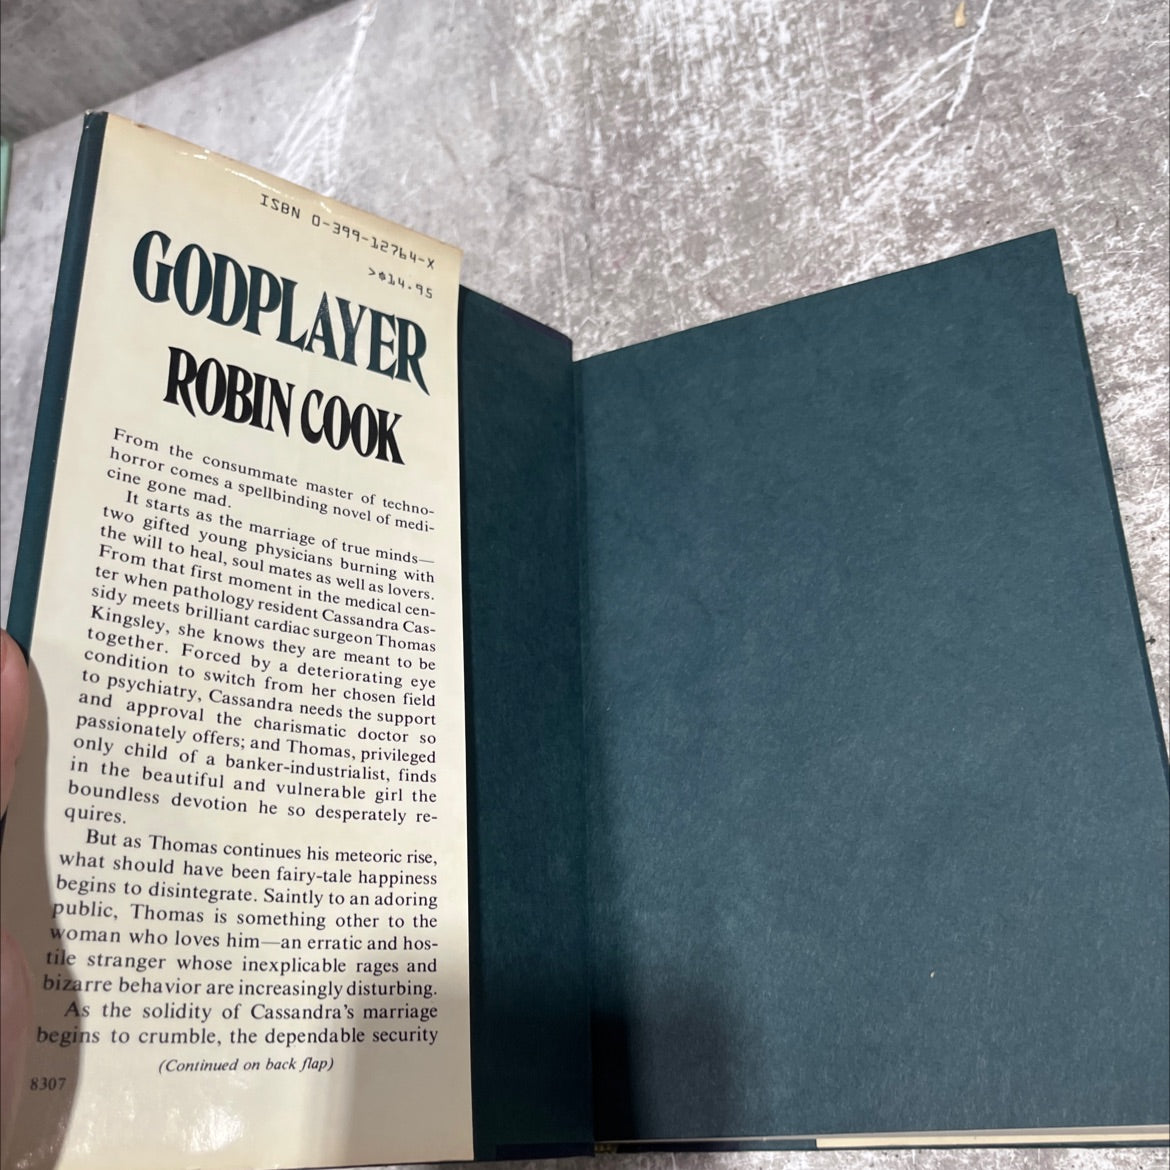 ISBN 0-399-12764-X
>$14.95
GODPLAYER
ROBIN COOK
From the consummate master of techno-
horror comes a spellbinding novel of medi-
cine gone mad.
It starts as the marriage of true minds—
two gifted young physicians burning with
the will to heal, soul mates as well as lovers.
From that first moment in the medical cen-
ter when pathology resident Cassandra Cas-
sidy meets brilliant cardiac surgeon Thomas
Kingsley, she knows they are meant to be
together. Forced by a deteriorating eye
condition to switch from her chosen field
to psychiatry, Cassandra needs the support
and approval the charismatic doctor so
passionately offers; and Thomas, privileged
only child of a banker-industrialist, finds
in the beautiful and vulnerable girl the
boundless devotion he so desperately re-
quires.
But as Thomas continues his meteoric rise,
what should have been fairy-tale happiness
begins to disintegrate. Saintly to an adoring
public, Thomas is something other to the
woman who loves him—an erratic and hos-
tile stranger whose inexplicable rages and
bizarre behavior are increasingly disturbing.
As the solidity of Cassandra's marriage
begins to crumble, the dependable security
(Continued on back flap)
8307